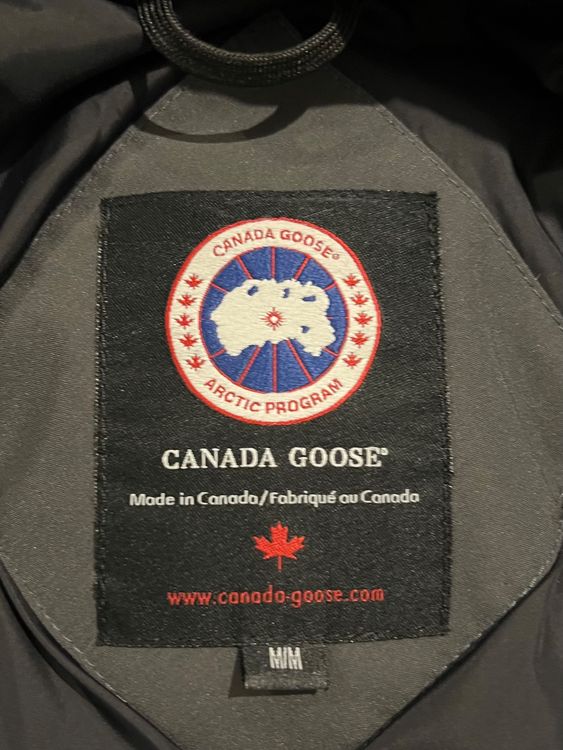 CANADA GOOSE®
ARCTIC PROGRAM
CANADA GOOSE®
Made in Canada/Fabriqué au Canada
www.canada-goose.com
M/M